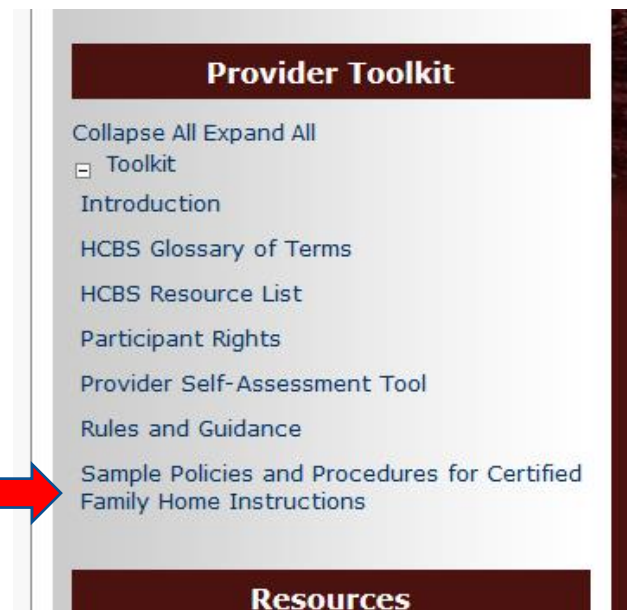 Provider Toolkit
Collapse All Expand All
Toolkit
Introduction
HCBS Glossary of Terms
HCBS Resource List
Participant Rights
Provider Self-Assessment Tool
Rules and Guidance
Sample Policies and Procedures for Certified
Family Home Instructions
Resources